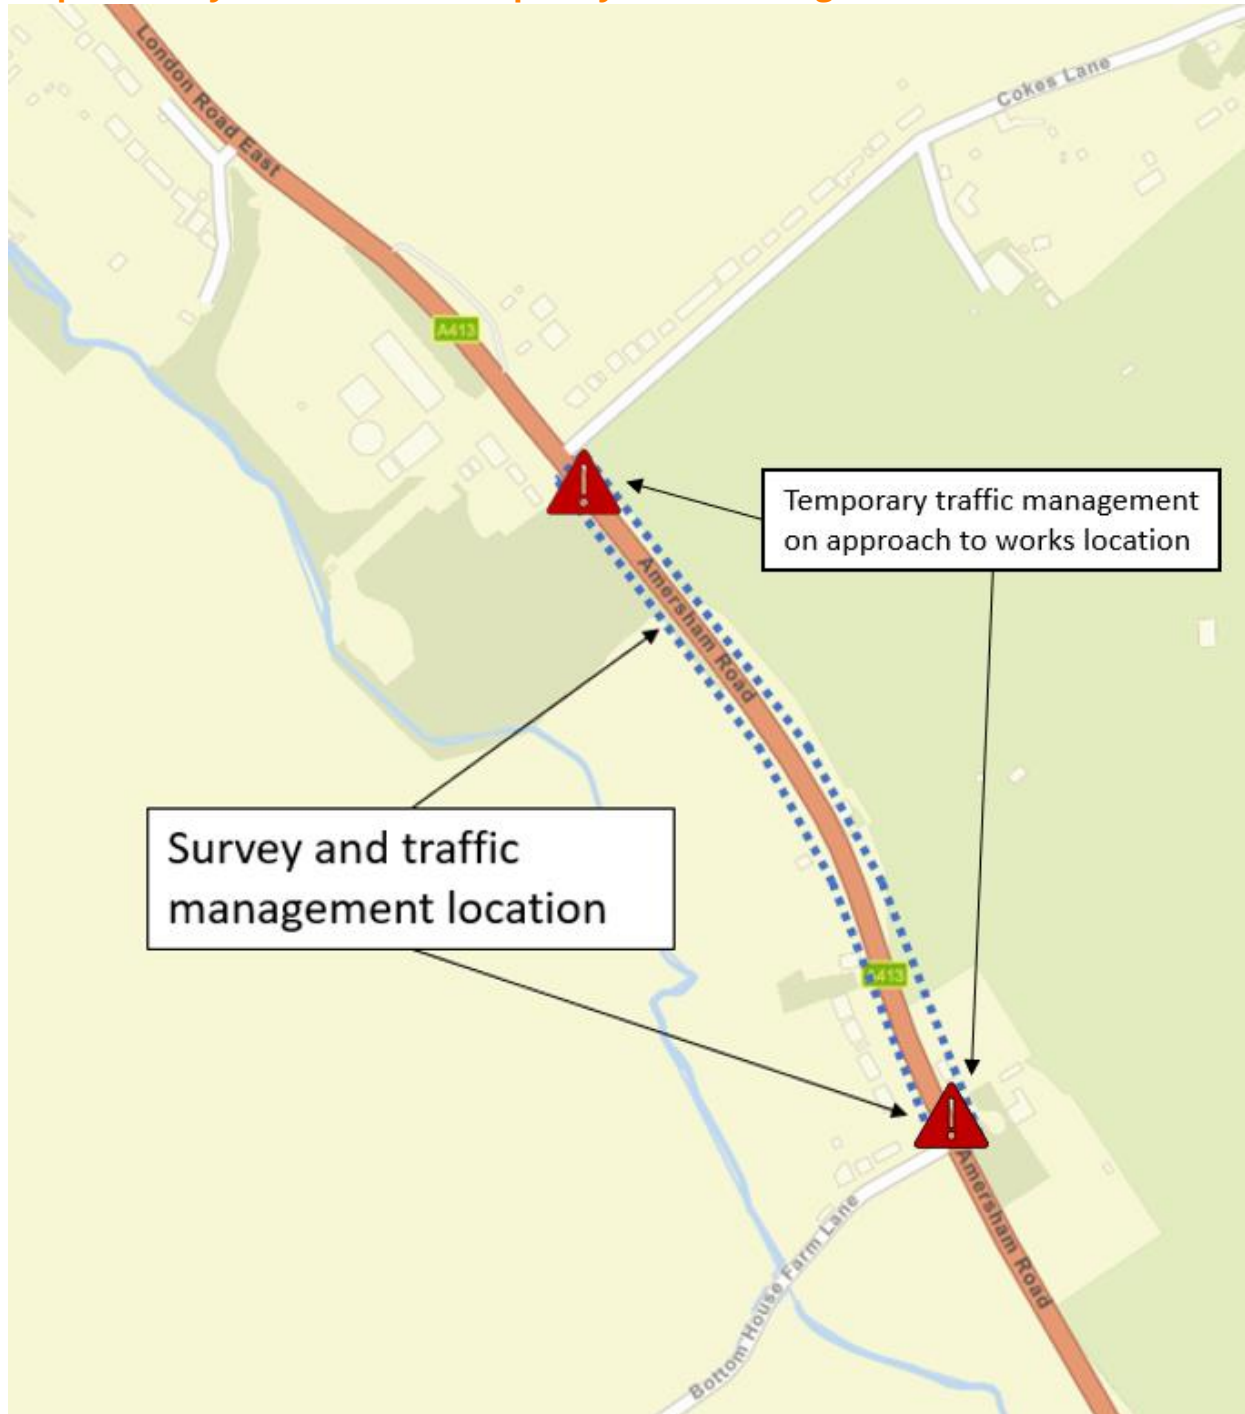 London Road East
Cokes Lane
A413
Temporary traffic management
on approach to works location
Amersham Road
Survey and traffic
management location
A413
Amersham Road
Bottom House Farm Lane